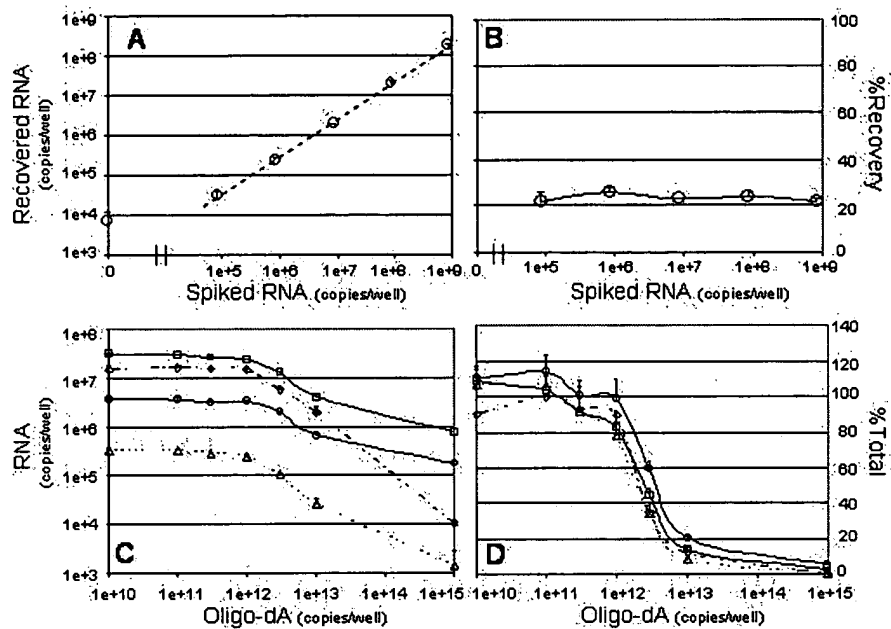 A
Recovered RNA
(copies/well)
1e+9
1e+8
1e+7
1e+6
1e+5
1e+4
1e+3
0
1e+5
1e+6
1e+7
1e+8
1e+9
Spiked RNA (copies/well)
B
100
80
60
40
20
0
%Recovery
0
1e+5
1e+6
1e+7
1e+8
1e+9
Spiked RNA (copies/well)
C
RNA
(copies/well)
1e+8
1e+7
1e+6
1e+5
1e+4
1e+3
1e+10
1e+11
1e+12
1e+13
1e+14
1e+15
Oligo-dA (copies/well)
D
140
120
100
80
60
40
20
0
%Total
1e+10
1e+11
1e+12
1e+13
1e+14
1e+15
Oligo-dA (copies/well)